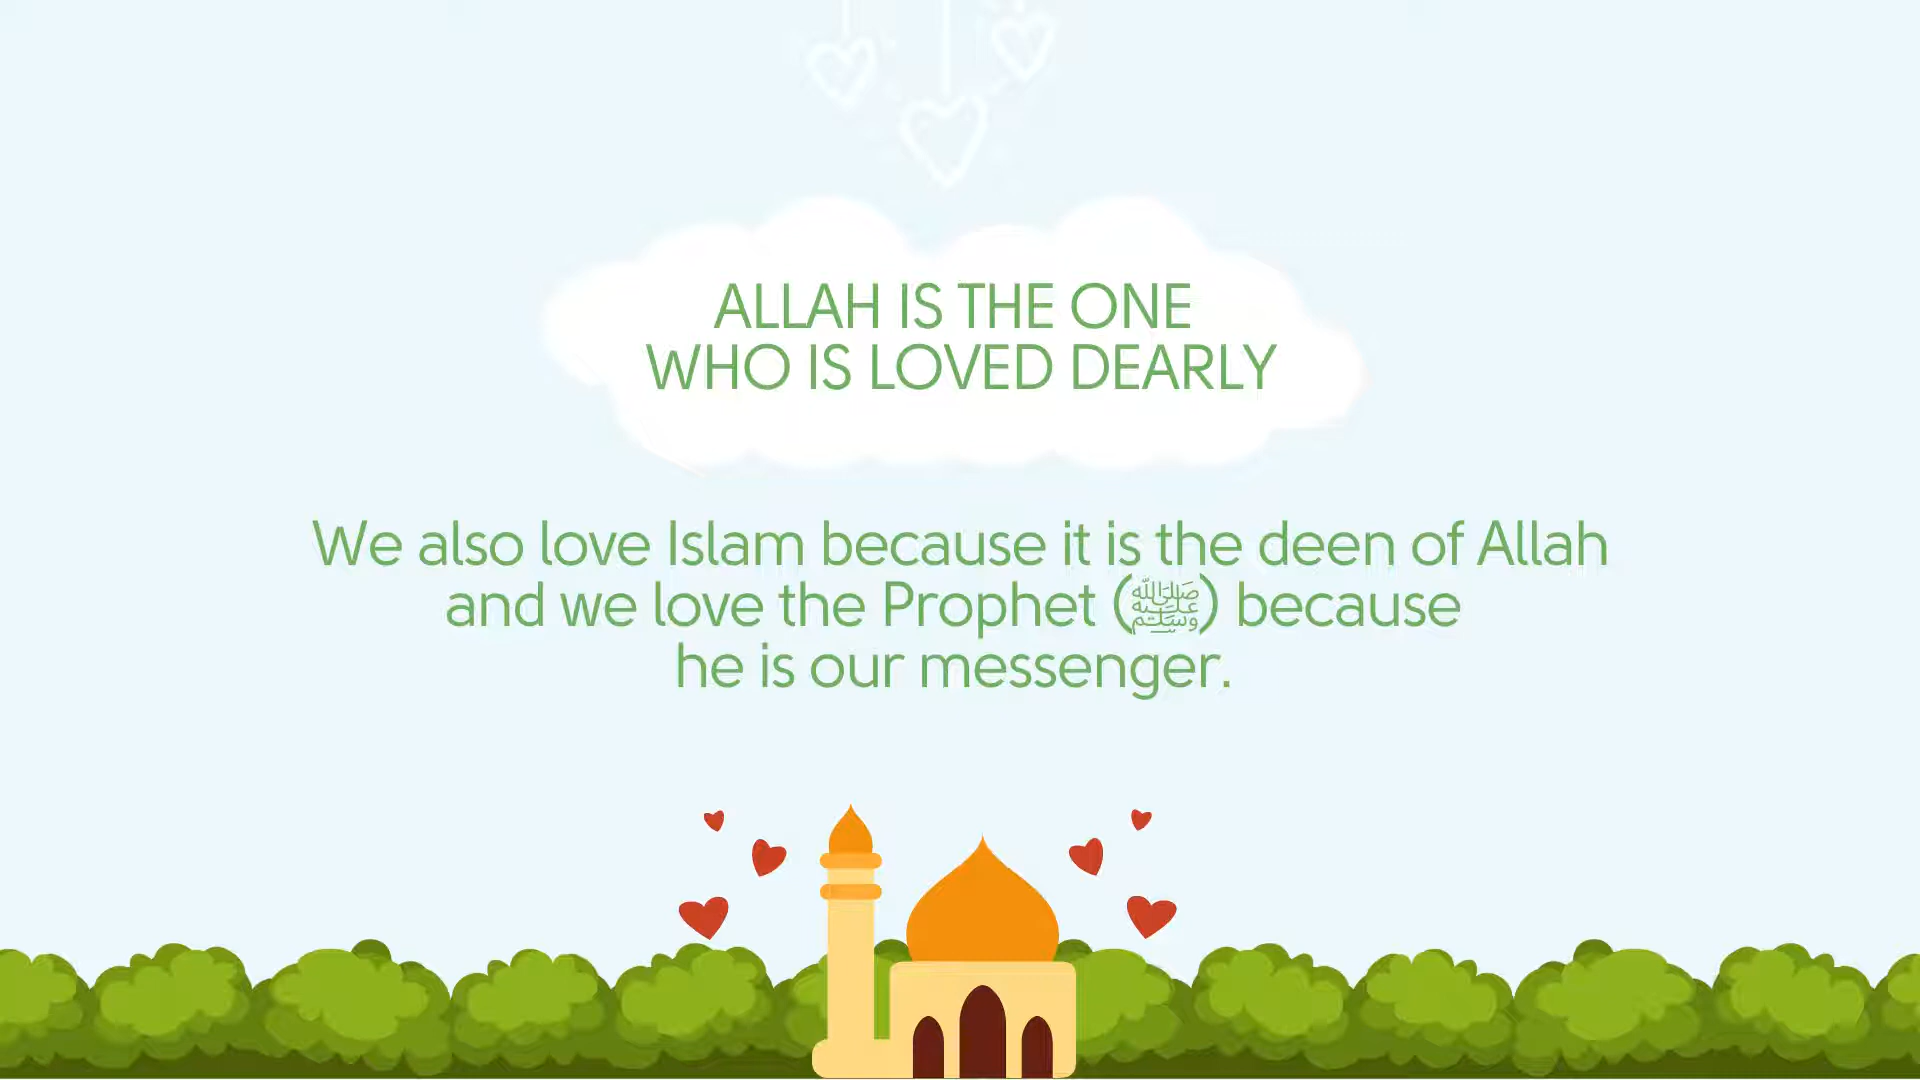 ALLAH IS THE ONE
WHO IS LOVED DEARLY
We also love Islam because it is the deen of Allah
and we love the Prophet (صلى الله عليه وسلم) because
he is our messenger.